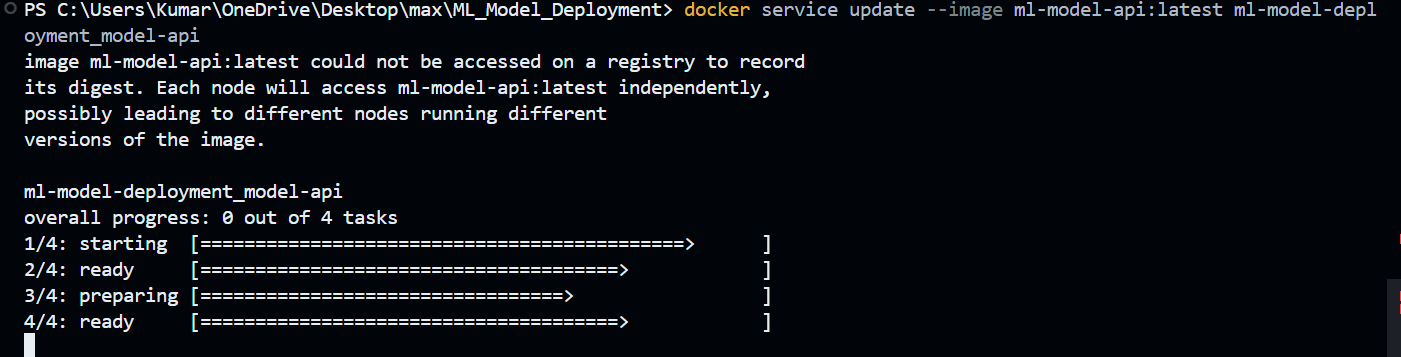 PS C:\Users\Kumar\OneDrive\Desktop\max\ML_Model_Deployment> docker service update --image ml-model-api:latest ml-model-depl
oyment_model-api
image ml-model-api:latest could not be accessed on a registry to record
its digest. Each node will access ml-model-api:latest independently,
possibly leading to different nodes running different
versions of the image.
ml-model-deployment_model-api
overall progress: 0 out of 4 tasks
1/4: starting  [============================================>      ]
2/4: ready     [======================================>            ]
3/4: preparing [=================================>                 ]
4/4: ready     [======================================>            ]